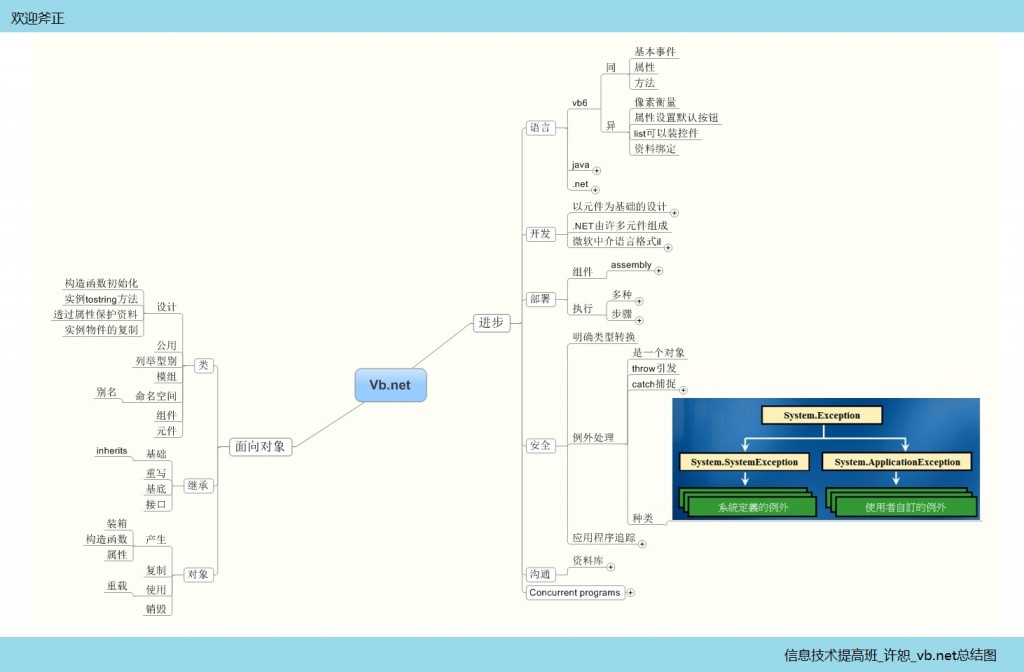 欢迎斧正
Vb.net
进步
语言
vb6
同
基本事件
属性
方法
异
像素衡量
属性设置默认按钮
list可以装控件
资料绑定
java
.net
开发
以元件为基础的设计
.NET由许多元件组成
微软中介语言格式il
部署
组件
assembly
执行
多种
步骤
安全
明确类型转换
例外处理
是一个对象
throw引发
catch捕捉
种类
System.Exception
System.SystemException
System.ApplicationException
系統定義的例外
使用者自訂的例外
应用程序追踪
沟通
资料库
Concurrent programs
面向对象
类
设计
构造函数初始化
实例tostring方法
透过属性保护资料
实例物件的复制
公用
列举型别
模组
命名空间
别名
组件
元件
继承
基础
inherits
重写
基底
接口
对象
产生
装箱
构造函数
属性
复制
使用
重载
销毁
信息技术提高班_许恕_vb.net总结图